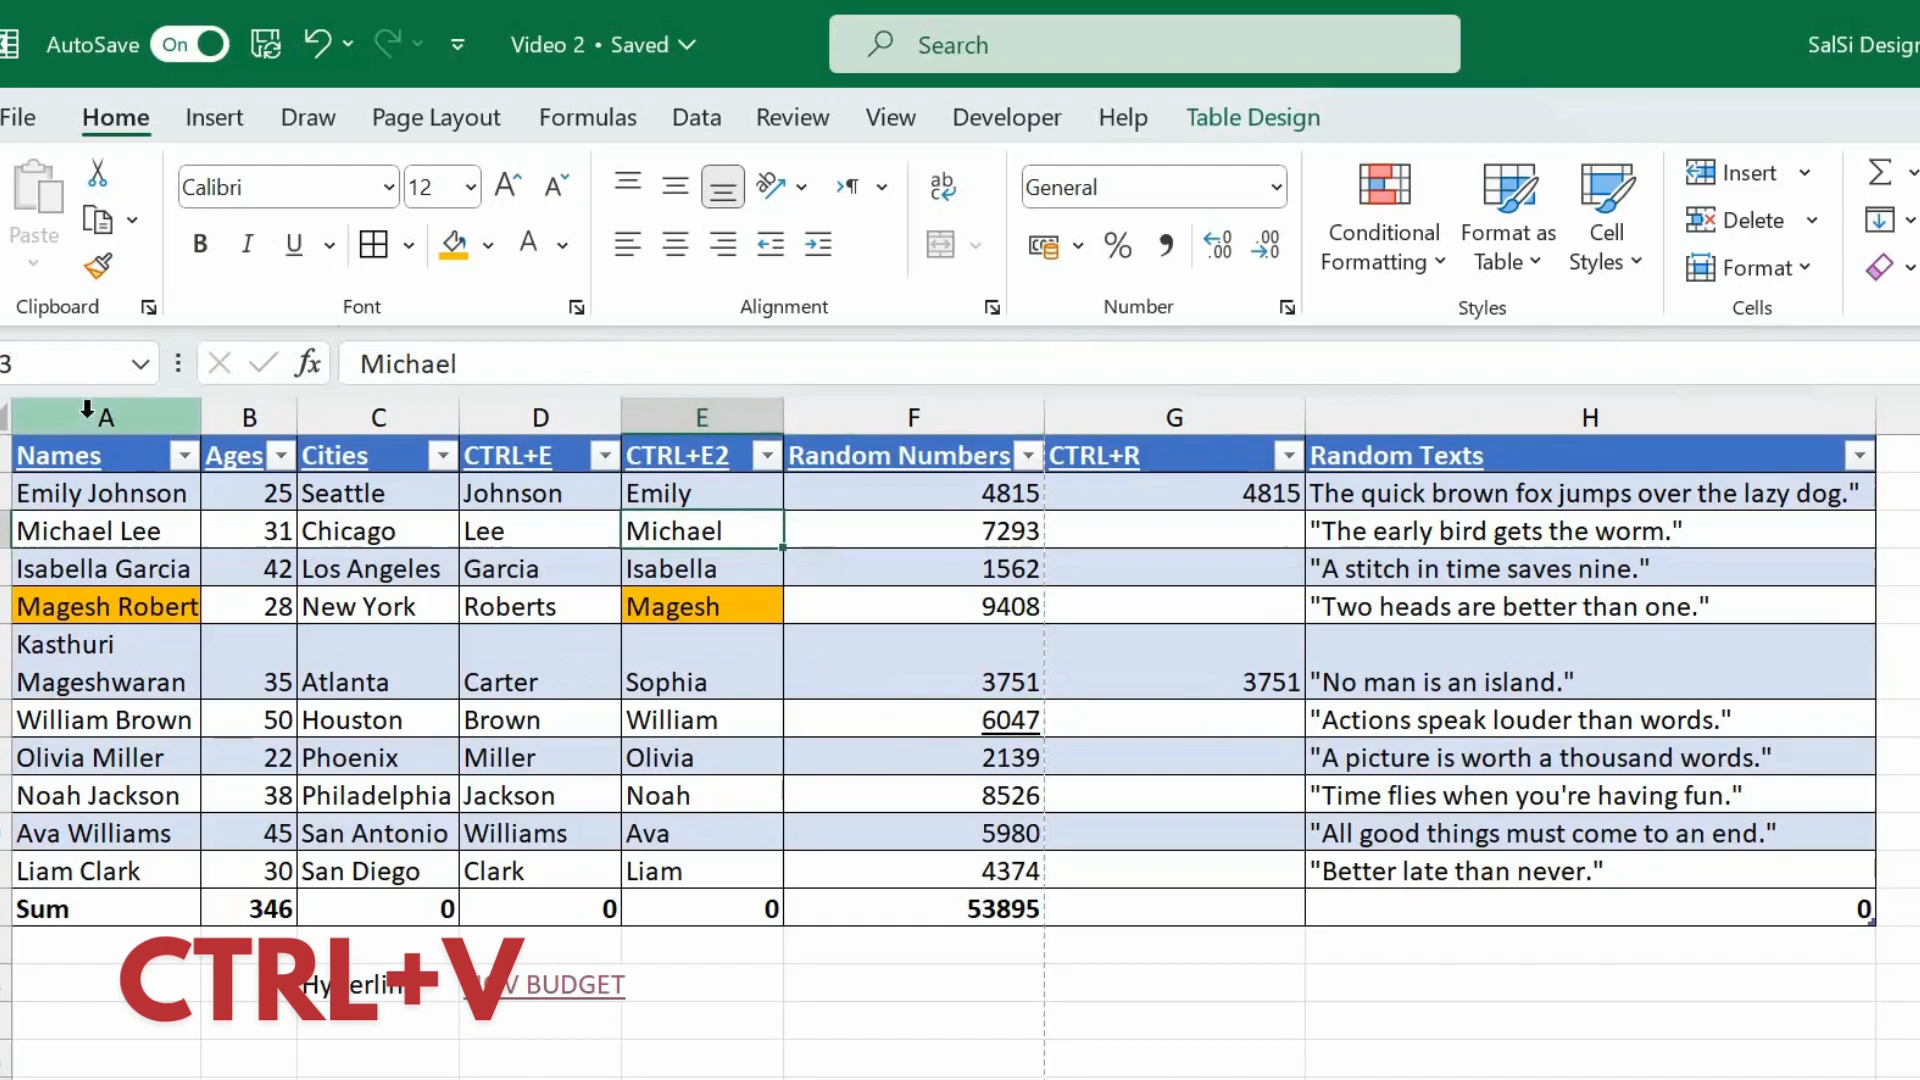 AutoSave On Video 2 • Saved Search SalSi Design
File Home Insert Draw Page Layout Formulas Data Review View Developer Help Table Design
Paste Calibri 12 General Conditional Formatting Format as Table Cell Styles Insert
Delete
Format
Clipboard Font Alignment Number Styles Cells
3 fx Michael
A B C D E F G H
Names Ages Cities CTRL+E CTRL+E2 Random Numbers CTRL+R Random Texts
Emily Johnson 25 Seattle Johnson Emily 4815 4815 The quick brown fox jumps over the lazy dog."
Michael Lee 31 Chicago Lee Michael 7293 "The early bird gets the worm."
Isabella Garcia 42 Los Angeles Garcia Isabella 1562 "A stitch in time saves nine."
Magesh Robert 28 New York Roberts Magesh 9408 "Two heads are better than one."
Kasthuri
Mageshwaran 35 Atlanta Carter Sophia 3751 3751 "No man is an island."
William Brown 50 Houston Brown William 6047 "Actions speak louder than words."
Olivia Miller 22 Phoenix Miller Olivia 2139 "A picture is worth a thousand words."
Noah Jackson 38 Philadelphia Jackson Noah 8526 "Time flies when you're having fun."
Ava Williams 45 San Antonio Williams Ava 5980 "All good things must come to an end."
Liam Clark 30 San Diego Clark Liam 4374 "Better late than never."
Sum 346 0 0 0 53895 0
CTRL+V
BUDGET